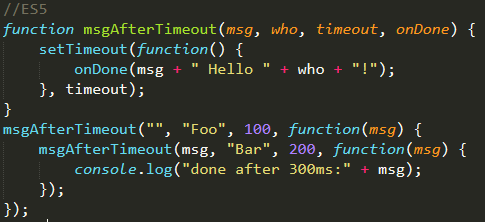 //ES5
function msgAfterTimeout(msg, who, timeout, onDone) {
    setTimeout(function() {
        onDone(msg + " Hello " + who + "!");
    }, timeout);
}
msgAfterTimeout("", "Foo", 100, function(msg) {
    msgAfterTimeout(msg, "Bar", 200, function(msg) {
        console.log("done after 300ms:" + msg);
    });
});